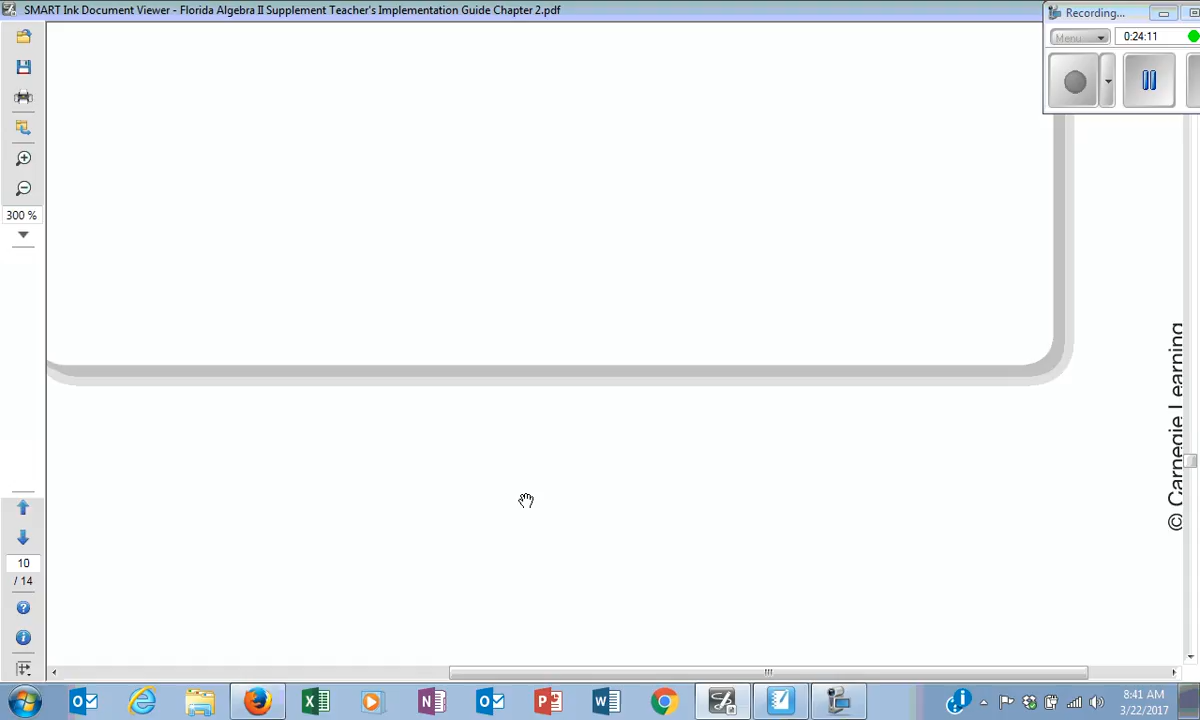 SMART Ink Document Viewer - Florida Algebra II Supplement Teacher's Implementation Guide Chapter 2.pdf
Recording...
Menu
0:24:11
300 %
© Carnegie Learning
10
/ 14
8:41 AM
3/22/2017